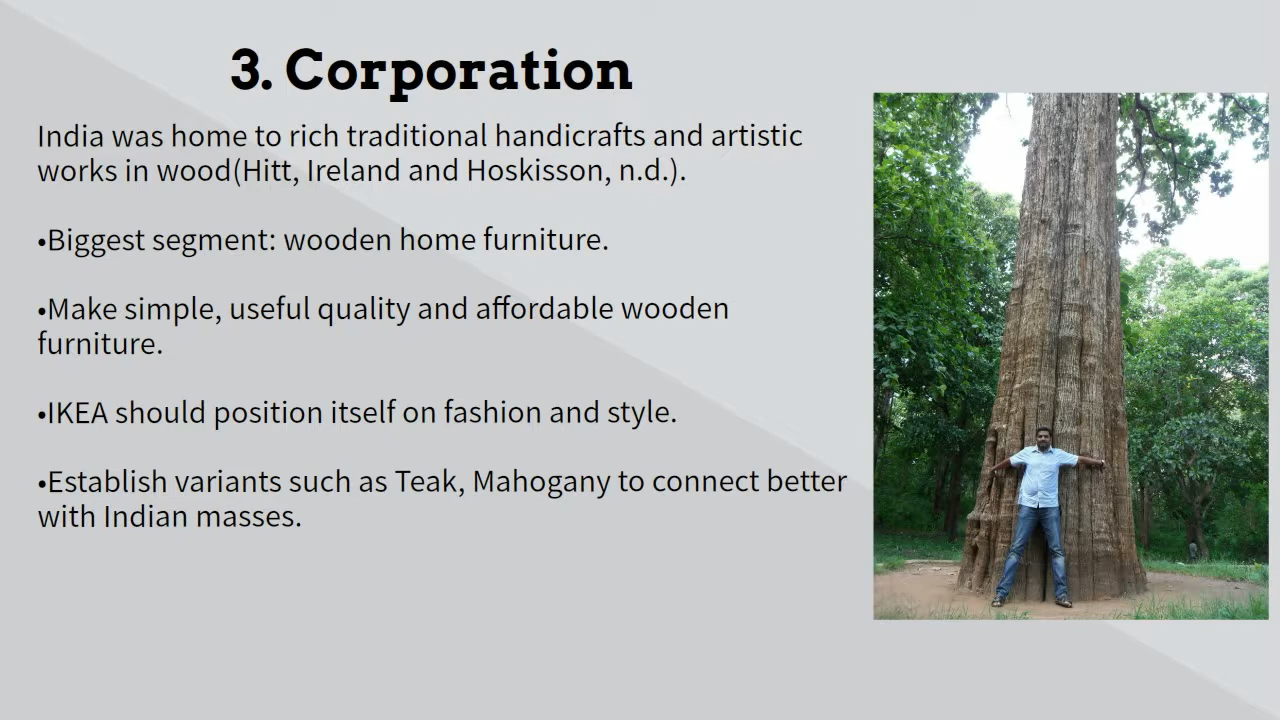 3. Corporation
India was home to rich traditional handicrafts and artistic
works in wood(Hitt, Ireland and Hoskisson, n.d.).
•Biggest segment: wooden home furniture.
•Make simple, useful quality and affordable wooden
furniture.
•IKEA should position itself on fashion and style.
•Establish variants such as Teak, Mahogany to connect better
with Indian masses.